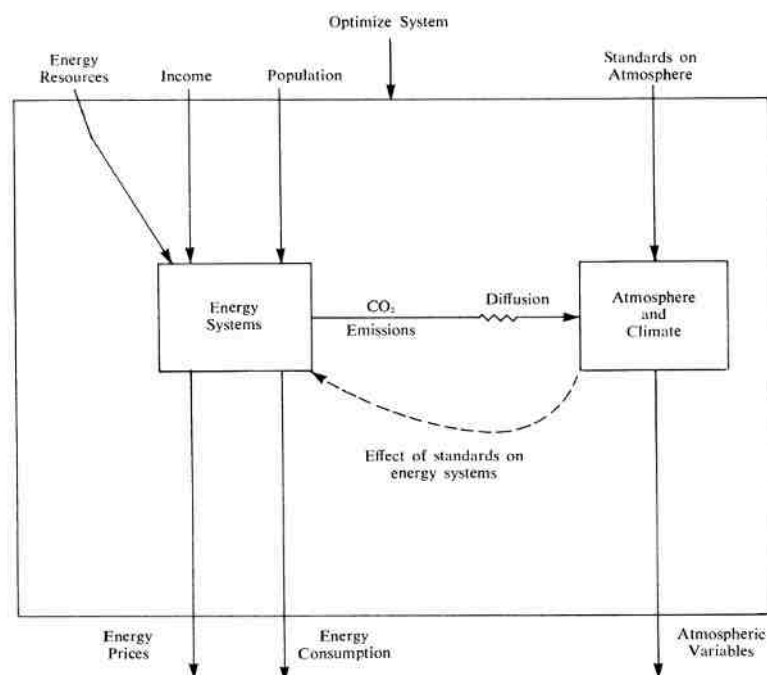 Optimize System
Energy
Resources
Income
Population
Standards on
Atmosphere
Energy
Systems
CO₂
Emissions
Diffusion
Atmosphere
and
Climate
Effect of standards on
energy systems
Energy
Prices
Energy
Consumption
Atmospheric
Variables